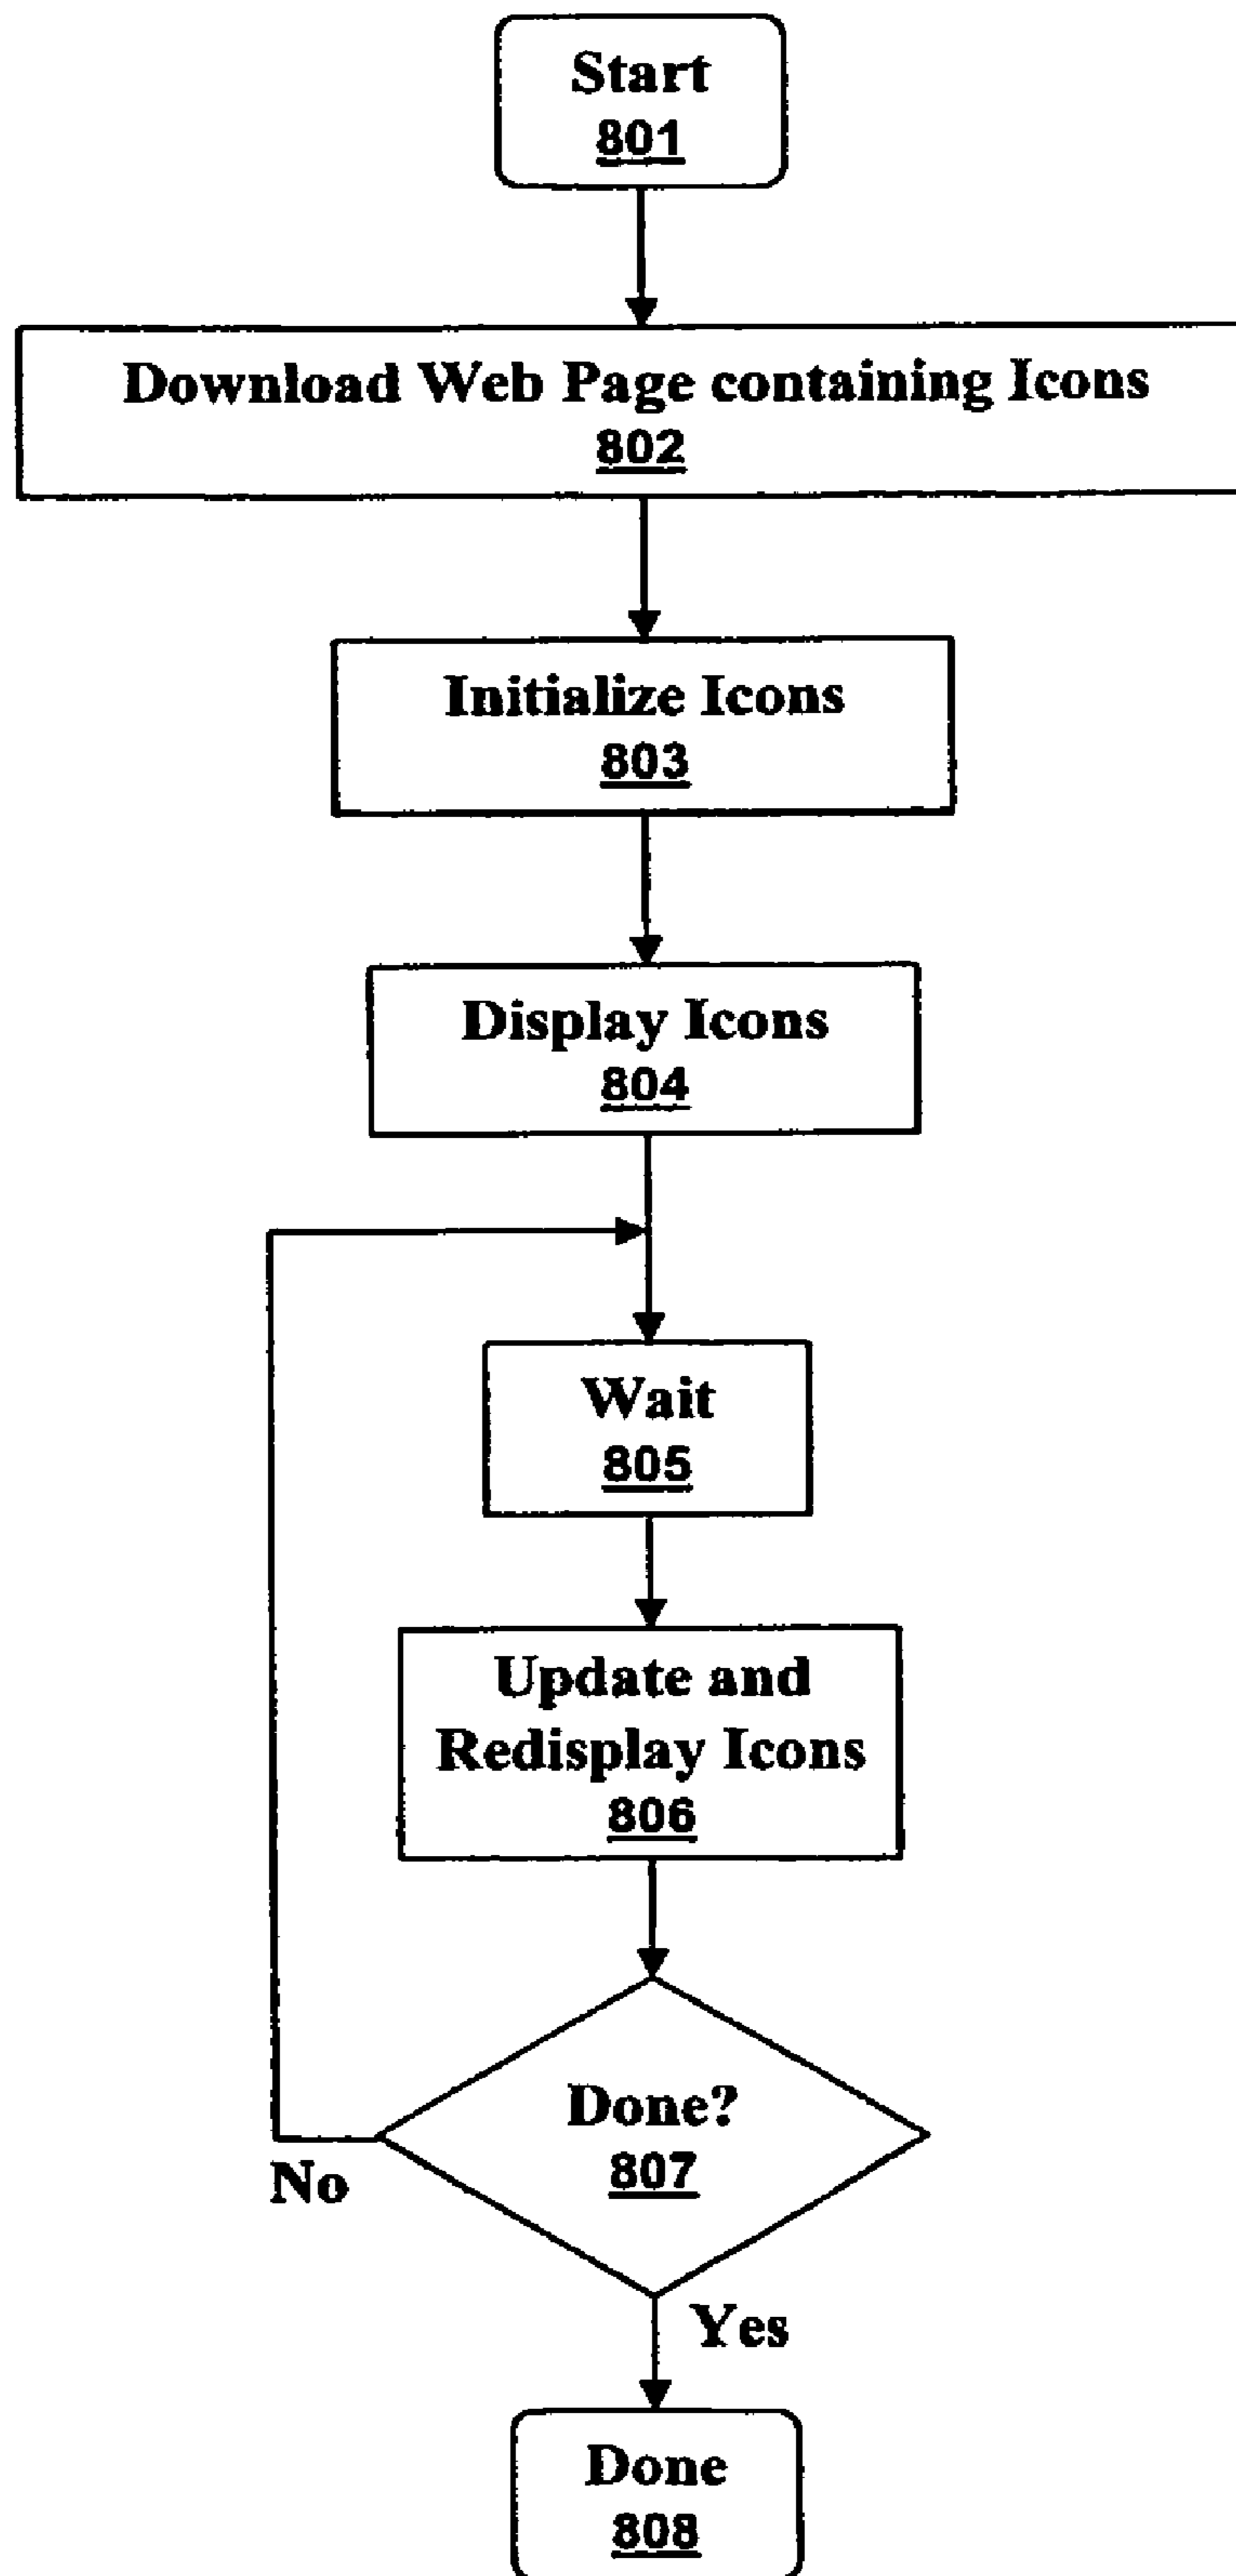 Start
801
Download Web Page containing Icons
802
Initialize Icons
803
Display Icons
804
Wait
805
Update and
Redisplay Icons
806
Done?
807
No
Yes
Done
808